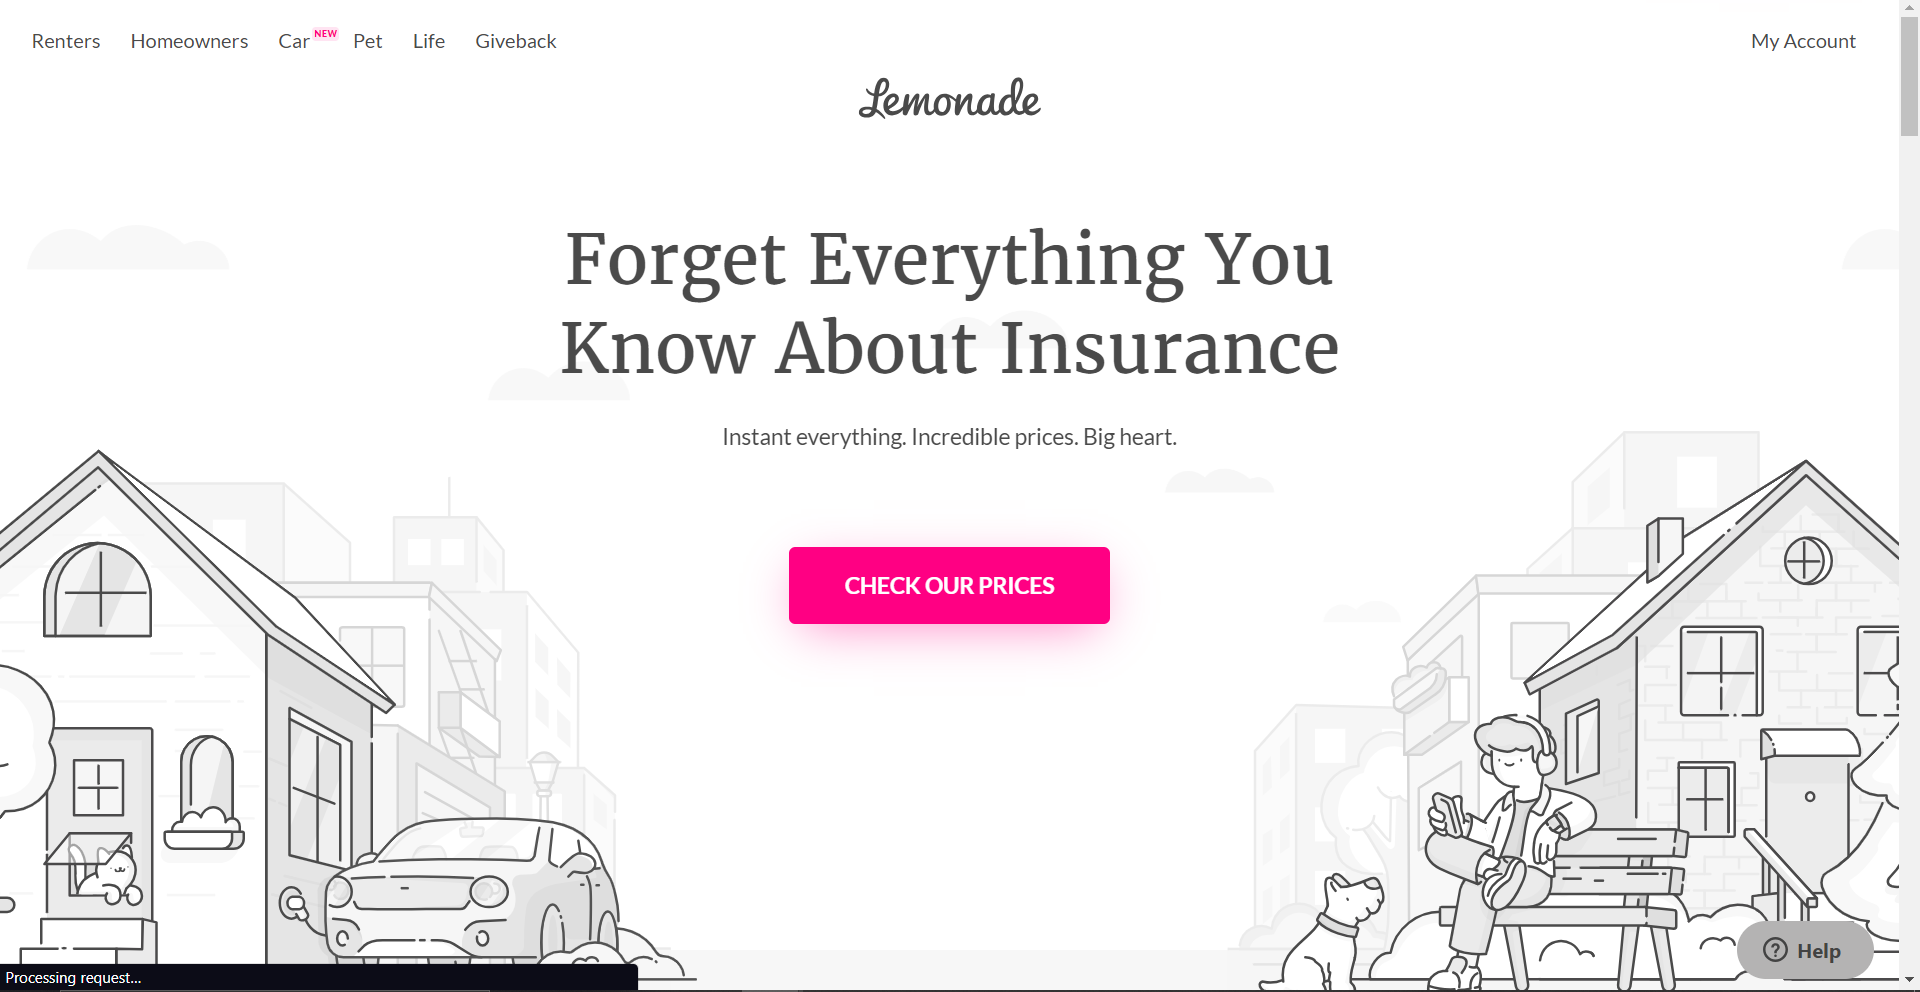 Renters Homeowners Car NEW Pet Life Giveback My Account
Lemonade
Forget Everything You
Know About Insurance
Instant everything. Incredible prices. Big heart.
CHECK OUR PRICES
Help
Processing request...